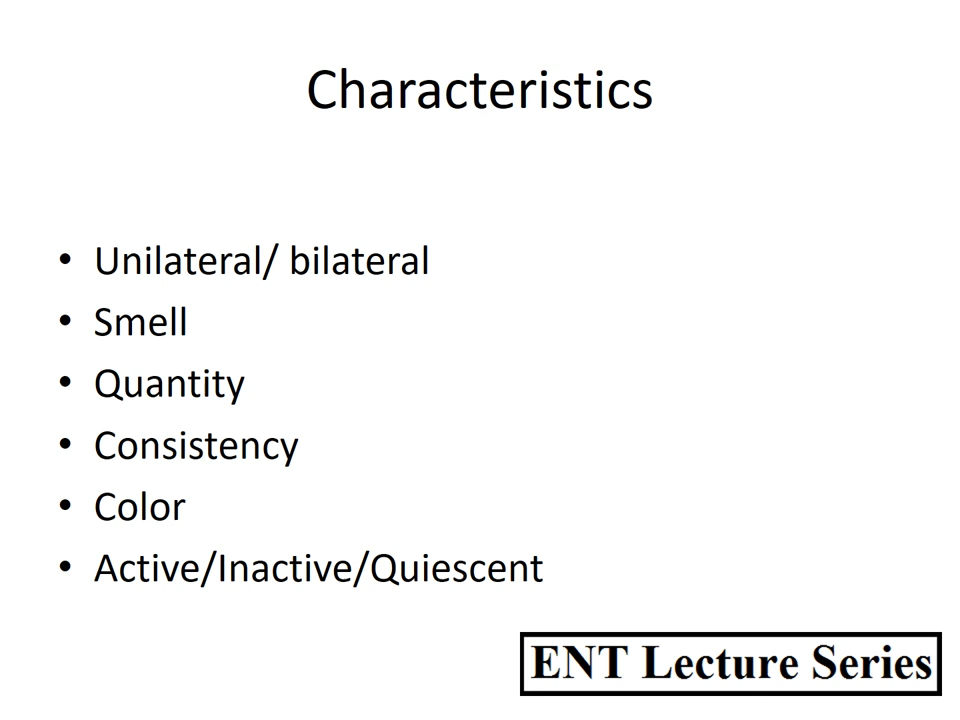 Characteristics
• Unilateral/ bilateral
• Smell
• Quantity
• Consistency
• Color
• Active/Inactive/Quiescent
ENT Lecture Series